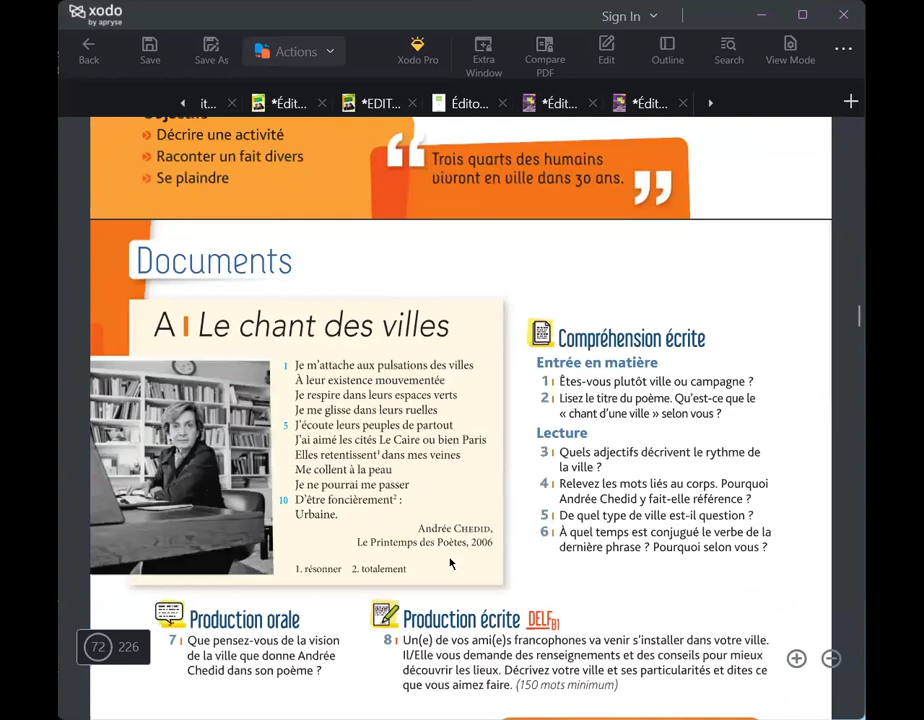 xodo
by apryse
Sign In
Back
Save
Save As
Actions
Xodo Pro
Extra Window
Compare PDF
Edit
Outline
Search
View Mode
it...
*Édit...
*EDIT...
Édito...
*Édit...
*Édit...
Décrire une activité
Raconter un fait divers
Se plaindre
“ Trois quarts des humains
vivront en ville dans 30 ans. ”
Documents
A | Le chant des villes
1 Je m'attache aux pulsations des villes
À leur existence mouvementée
Je respire dans leurs espaces verts
Je me glisse dans leurs ruelles
5 J'écoute leurs peuples de partout
J'ai aimé les cités Le Caire ou bien Paris
Elles retentissent¹ dans mes veines
Me collent à la peau
Je ne pourrai me passer
10 D'être foncièrement² :
Urbaine.
Andrée CHEDID,
Le Printemps des Poètes, 2006
1. résonner 2. totalement
Compréhension écrite
Entrée en matière
1 | Êtes-vous plutôt ville ou campagne ?
2 | Lisez le titre du poème. Qu'est-ce que le
« chant d'une ville » selon vous ?
Lecture
3 | Quels adjectifs décrivent le rythme de
la ville ?
4 | Relevez les mots liés au corps. Pourquoi
Andrée Chedid y fait-elle référence ?
5 | De quel type de ville est-il question ?
6 | À quel temps est conjugué le verbe de la
dernière phrase ? Pourquoi selon vous ?
Production orale
7 | Que pensez-vous de la vision
de la ville que donne Andrée
Chedid dans son poème ?
Production écrite DELF B1
8 | Un(e) de vos ami(e)s francophones va venir s'installer dans votre ville.
Il/Elle vous demande des renseignements et des conseils pour mieux
découvrir les lieux. Décrivez votre ville et ses particularités et dites ce
que vous aimez faire. (150 mots minimum)
72 226